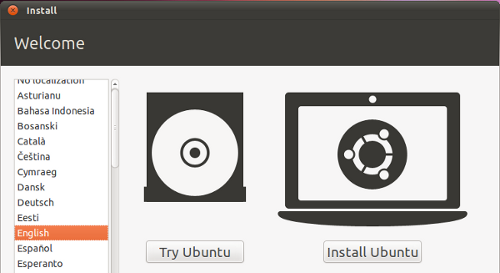 Install
Welcome
No localization
Asturianu
Bahasa Indonesia
Bosanski
Català
Čeština
Cymraeg
Dansk
Deutsch
Eesti
English
Español
Esperanto
Try Ubuntu
Install Ubuntu